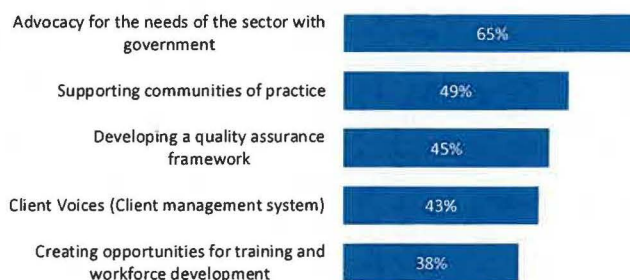 Advocacy for the needs of the sector with
government
65%
Supporting communities of practice
49%
Developing a quality assurance
framework
45%
Client Voices (Client management system)
43%
Creating opportunities for training and
workforce development
38%